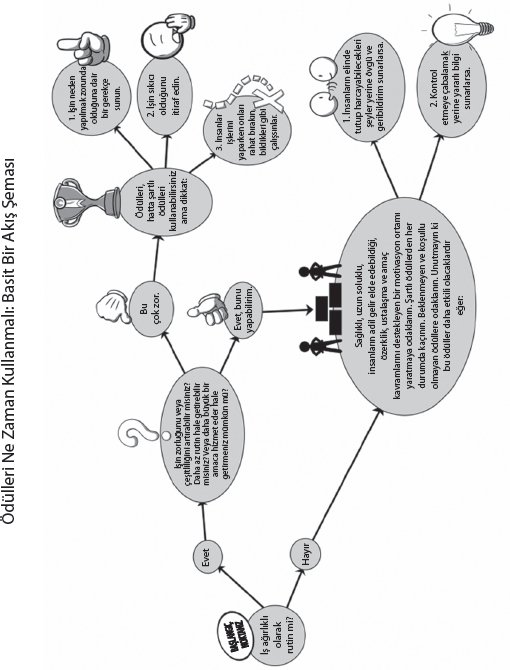 Ödülleri Ne Zaman Kullanmalı: Basit Bir Akış Şeması
BAŞLANGIÇ
NOKTANIZ
İş ağırlıklı
olarak
rutin mi?
Evet
Hayır
İşin zorluğunu veya
çeşitliliğini artırabilir misiniz?
Daha az rutin hale getirebilir
misiniz? Veya daha büyük bir
amaca hizmet eder hale
getirmeniz mümkün mü?
Bu
çok zor.
Evet, bunu
yapabilirim.
Ödülleri,
hatta şartlı
ödülleri
kullanabilirsiniz
ama dikkat:
1. İşin neden
yapılmak zorunda
olduğuna dair
bir gerekçe
sunun.
2. İşin sıkıcı
olduğunu
itiraf edin.
3. İnsanlar
işlerini
yaparken onları
rahat bırakın,
bildikleri gibi
çalışsınlar.
Sağlıklı, uzun soluklu,
insanların adil gelir elde edebildiği,
özerklik, ustalaşma ve amaç
kavramlarını destekleyen bir motivasyon ortamı
yaratmaya odaklanın. Şartlı ödüllerden her
durumda kaçının. Beklenmeyen ve koşullu
olmayan ödüllere odaklanın. Unutmayın ki
bu ödüller daha etkili olacaklardır
eğer:
1. İnsanların elinde
tutup harcayabilecekleri
şeyler yerine övgü ve
geribildirim sunarlarsa.
2. Kontrol
etmeye çabalamak
yerine yararlı bilgi
sunarlarsa.